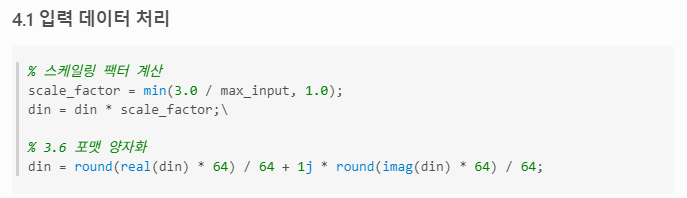 4.1 입력 데이터 처리
% 스케일링 팩터 계산
scale_factor = min(3.0 / max_input, 1.0);
din = din * scale_factor;\
% 3.6 포맷 양자화
din = round(real(din) * 64) / 64 + 1j * round(imag(din) * 64) / 64;